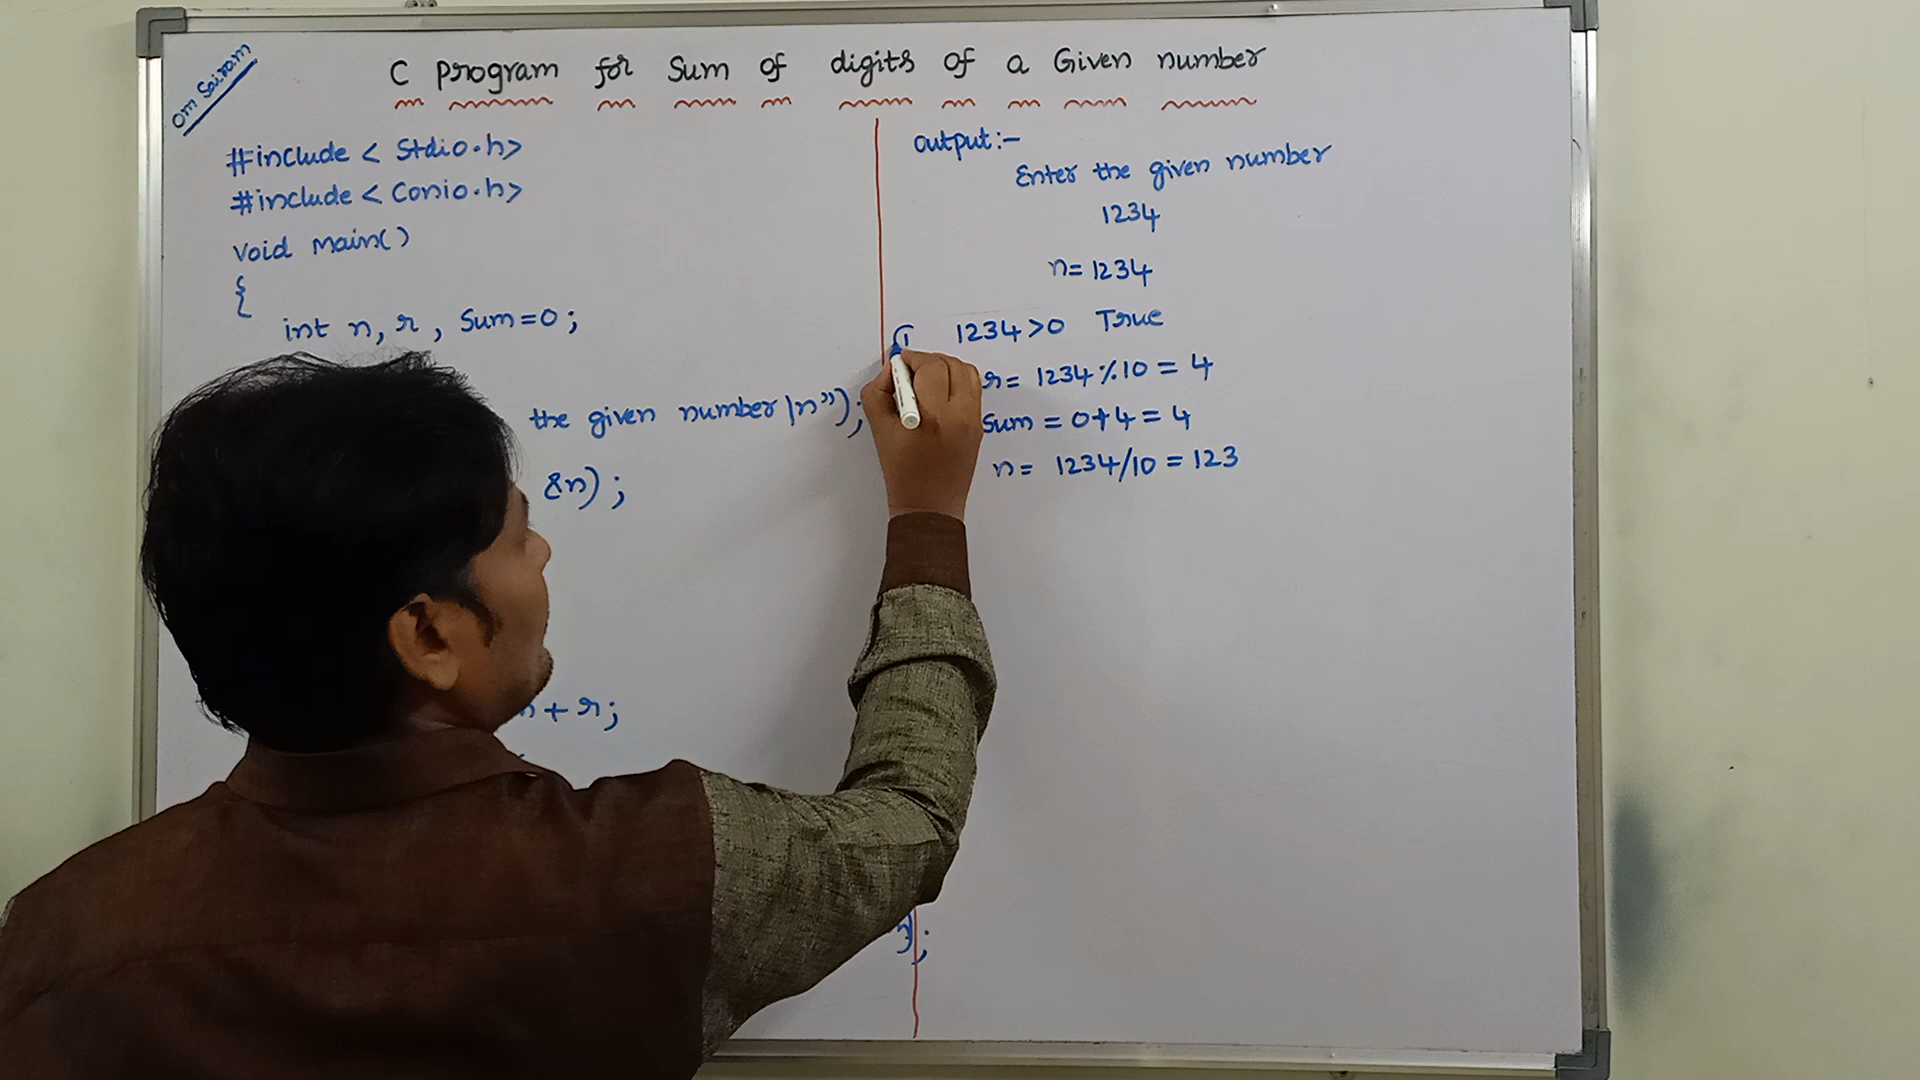 Om Sairam
C program for Sum of digits of a Given number
#include < Stdio.h>
#include < Conio.h>
void main()
{
int n, r, Sum=0;
the given number\n");
&n);
+ r;
);
output:-
Enter the given number
1234
n= 1234
1234>0 True
r= 1234%10 = 4
Sum = 0+4 = 4
n= 1234/10 = 123